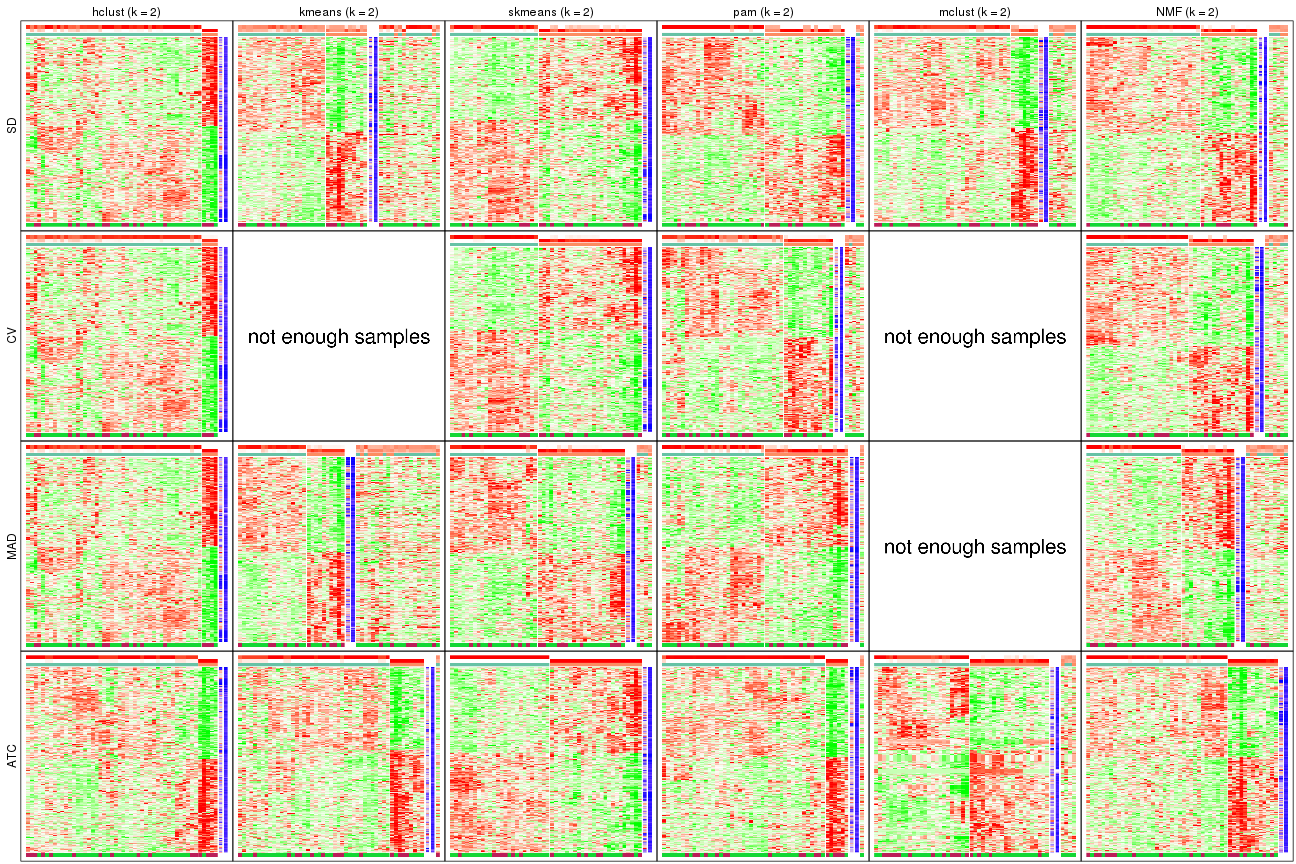 hclust (k = 2) kmeans (k = 2) skmeans (k = 2) pam (k = 2) mclust (k = 2) NMF (k = 2)
SD
CV
not enough samples not enough samples
MAD
not enough samples
ATC